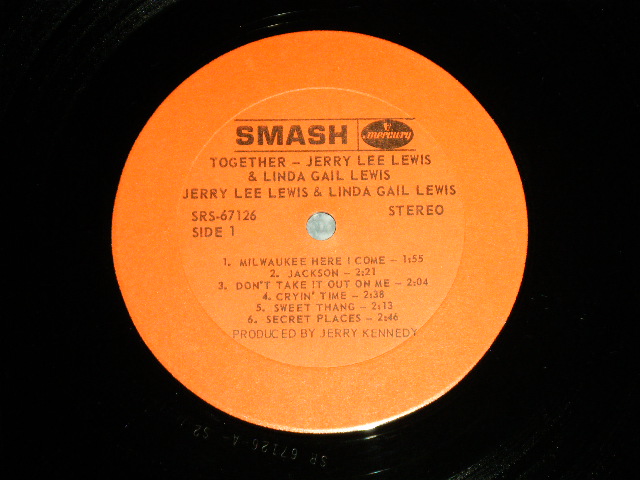 SMASH mercury
TOGETHER – JERRY LEE LEWIS
& LINDA GAIL LEWIS
JERRY LEE LEWIS & LINDA GAIL LEWIS
SRS-67126 STEREO
SIDE 1
1. MILWAUKEE HERE I COME – 1:55
2. JACKSON – 2:21
3. DON'T TAKE IT OUT ON ME – 2:04
4. CRYIN' TIME – 2:38
5. SWEET THANG – 2:13
6. SECRET PLACES – 2:46
PRODUCED BY JERRY KENNEDY
SR 67126 A S2